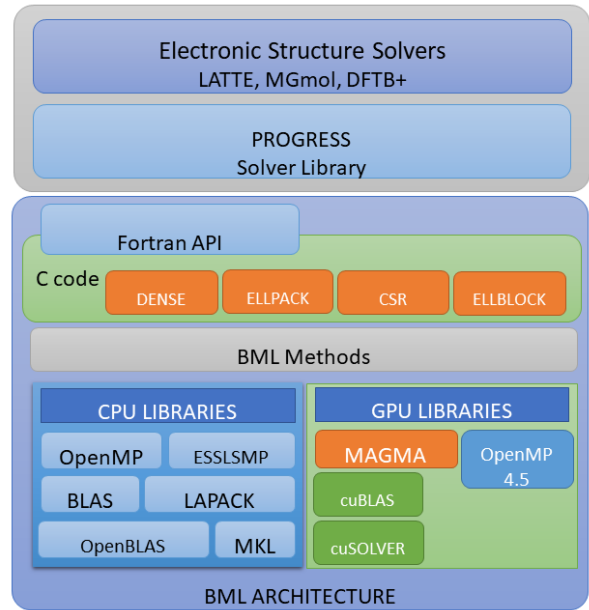 Electronic Structure Solvers
LATTE, MGmol, DFTB+
PROGRESS
Solver Library
Fortran API
C code
DENSE
ELLPACK
CSR
ELLBLOCK
BML Methods
CPU LIBRARIES
GPU LIBRARIES
OpenMP
ESSLSMP
BLAS
LAPACK
OpenBLAS
MKL
MAGMA
OpenMP
4.5
cuBLAS
cuSOLVER
BML ARCHITECTURE